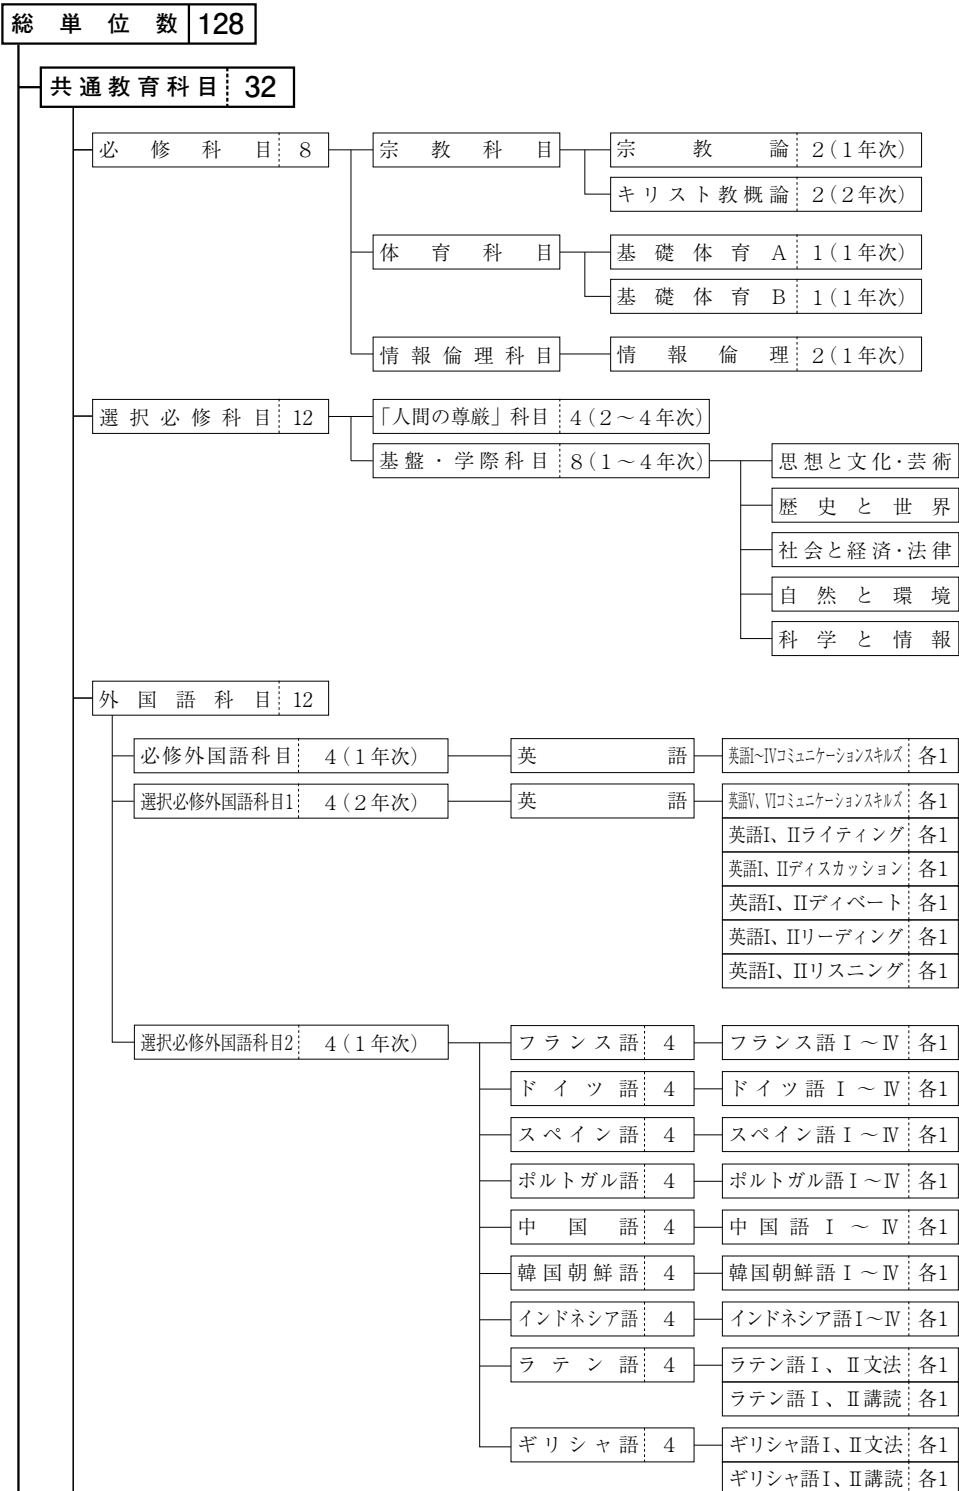 総単位数 128
共通教育科目 32
必修科目 8 宗教科目 宗教論 2(1年次)
キリスト教概論 2(2年次)
体育科目 基礎体育A 1(1年次)
基礎体育B 1(1年次)
情報倫理科目 情報倫理 2(1年次)
選択必修科目 12 「人間の尊厳」科目 4(2～4年次)
基盤・学際科目 8(1～4年次) 思想と文化・芸術
歴史と世界
社会と経済・法律
自然と環境
科学と情報
外国語科目 12
必修外国語科目 4(1年次) 英語 英語I~IVコミュニケーションスキルズ 各1
選択必修外国語科目1 4(2年次) 英語 英語V、VIコミュニケーションスキルズ 各1
英語I、IIライティング 各1
英語I、IIディスカッション 各1
英語I、IIディベート 各1
英語I、IIリーディング 各1
英語I、IIリスニング 各1
選択必修外国語科目2 4(1年次) フランス語 4 フランス語Ⅰ～Ⅳ 各1
ドイツ語 4 ドイツ語Ⅰ～Ⅳ 各1
スペイン語 4 スペイン語Ⅰ～Ⅳ 各1
ポルトガル語 4 ポルトガル語Ⅰ～Ⅳ 各1
中国語 4 中国語Ⅰ～Ⅳ 各1
韓国朝鮮語 4 韓国朝鮮語Ⅰ～Ⅳ 各1
インドネシア語 4 インドネシア語Ⅰ～Ⅳ 各1
ラテン語 4 ラテン語Ⅰ、Ⅱ文法 各1
ラテン語Ⅰ、Ⅱ講読 各1
ギリシャ語 4 ギリシャ語Ⅰ、Ⅱ文法 各1
ギリシャ語Ⅰ、Ⅱ講読 各1